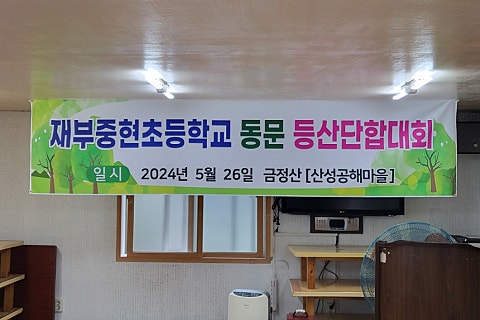 재부중현초등학교 동문 등산단합대회
일시 2024년 5월 26일 금정산 [산성공해마을]